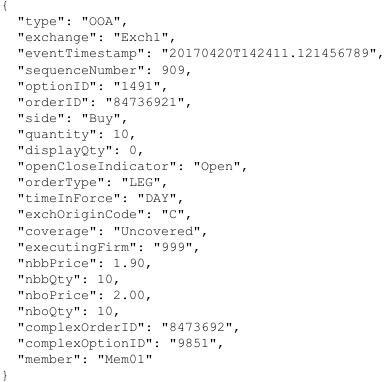 {
"type": "OOA",
"exchange": "Exch1",
"eventTimestamp": "20170420T142411.121456789",
"sequenceNumber": 909,
"optionID": "1491",
"orderID": "84736921",
"side": "Buy",
"quantity": 10,
"displayQty": 0,
"openCloseIndicator": "Open",
"orderType": "LEG",
"timeInForce": "DAY",
"exchOriginCode": "C",
"coverage": "Uncovered",
"executingFirm": "999",
"nbbPrice": 1.90,
"nbbQty": 10,
"nboPrice": 2.00,
"nboQty": 10,
"complexOrderID": "8473692",
"complexOptionID": "9851",
"member": "Mem01"
}